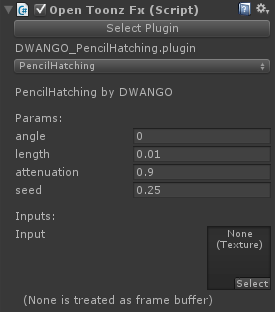 Open Toonz Fx (Script)
Select Plugin
DWANGO_PencilHatching.plugin
PencilHatching
PencilHatching by DWANGO
Params:
angle 0
length 0.01
attenuation 0.9
seed 0.25
Inputs:
Input
None
(Texture)
Select
(None is treated as frame buffer)